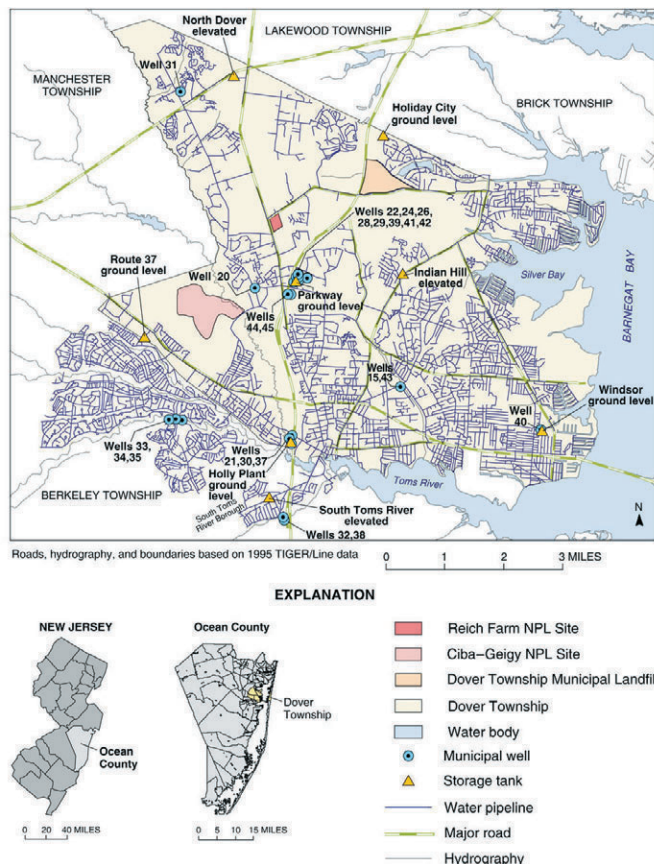 North Dover
elevated
LAKEWOOD TOWNSHIP
Well 31
MANCHESTER
TOWNSHIP
Holiday City
ground level
BRICK TOWNSHIP
Wells 22,24,26,
28,29,39,41,42
Route 37
ground level
Well 20
Indian Hill
elevated
Silver Bay
BARNEGAT BAY
Parkway
ground level
Wells
44,45
Wells
15,43
Windsor
ground level
Well
40
Wells 33,
34,35
Wells
21,30,37
Holly Plant
ground
level
BERKELEY TOWNSHIP
Toms River
South Toms
River Borough
South Toms River
elevated
Wells 32,38
N
Roads, hydrography, and boundaries based on 1995 TIGER/Line data
0 1 2 3 MILES
EXPLANATION
NEW JERSEY
Ocean
County
0 20 40 MILES
Ocean County
Dover
Township
0 5 10 15 MILES
Reich Farm NPL Site
Ciba–Geigy NPL Site
Dover Township Municipal Landfil
Dover Township
Water body
Municipal well
Storage tank
Water pipeline
Major road
Hydrography